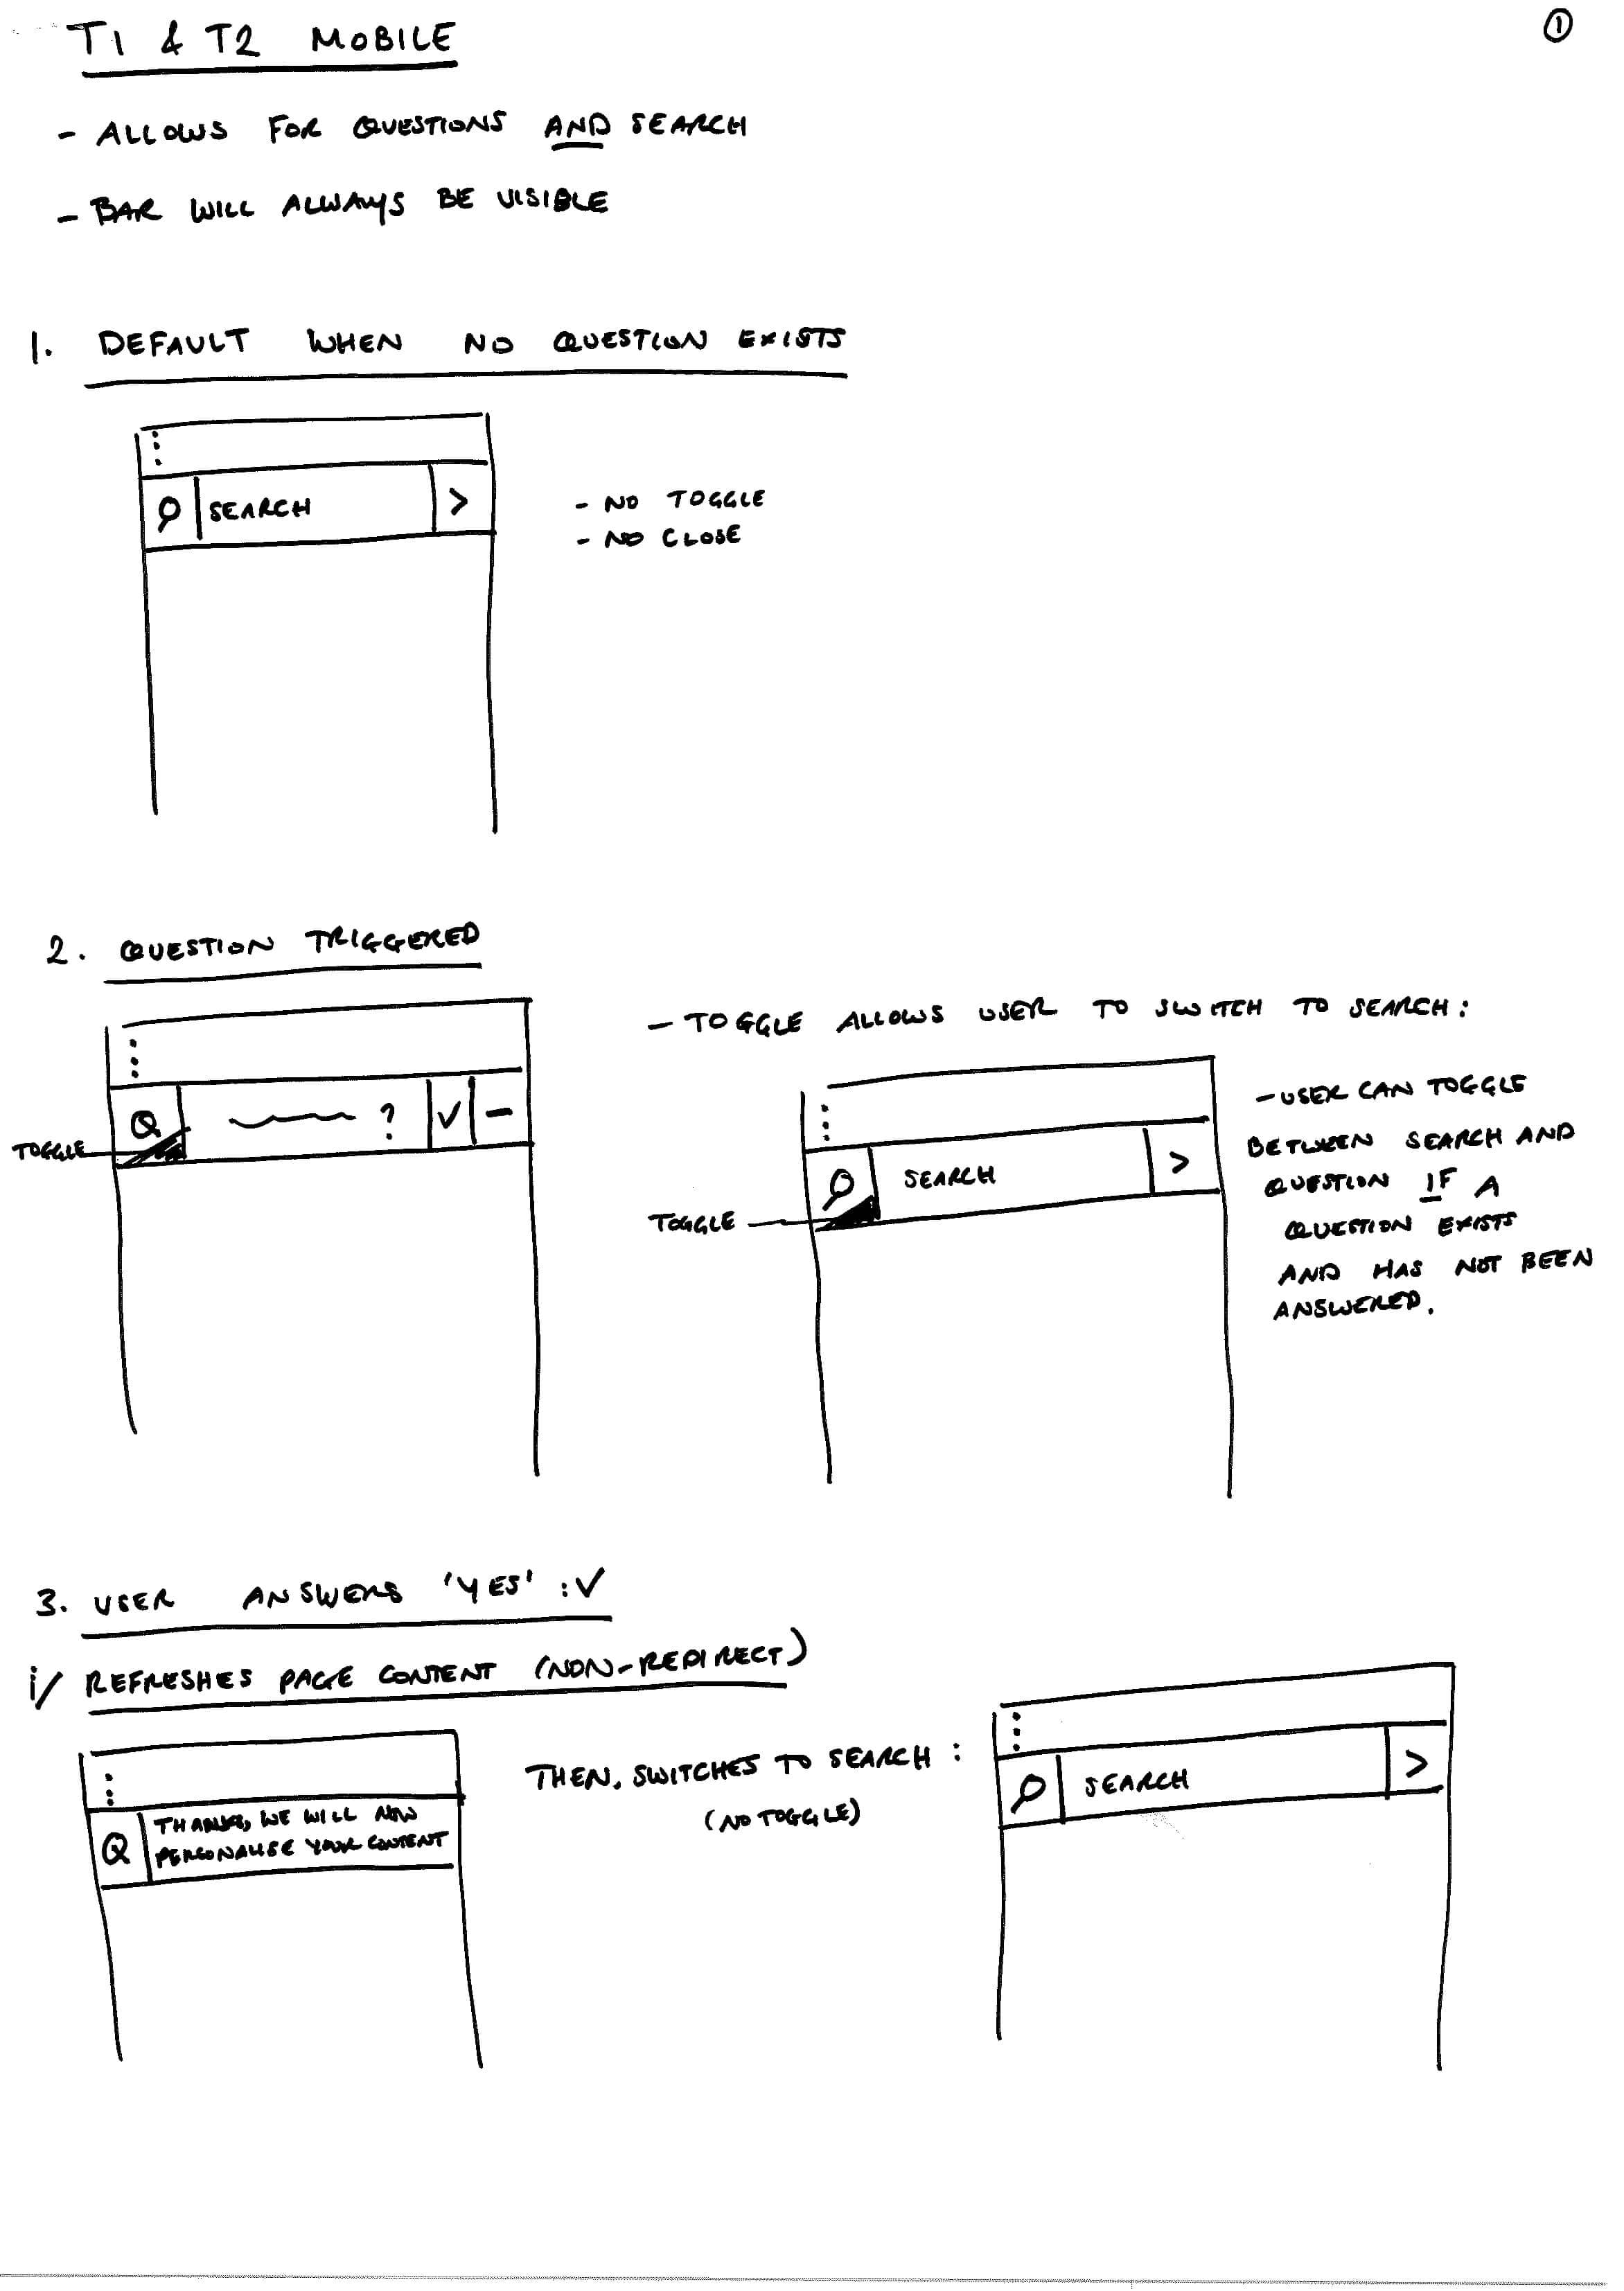 T1 & T2 MOBILE
1
- ALLOWS FOR QUESTIONS AND SEARCH
- BAR WILL ALWAYS BE VISIBLE
1. DEFAULT WHEN NO QUESTION EXISTS
SEARCH >
- NO TOGGLE
- NO CLOSE
2. QUESTION TRIGGERED
Q ? ✓ –
TOGGLE
- TOGGLE ALLOWS USER TO SWITCH TO SEARCH:
SEARCH >
TOGGLE
- USER CAN TOGGLE
BETWEEN SEARCH AND
QUESTION IF A
QUESTION EXISTS
AND HAS NOT BEEN
ANSWERED.
3. USER ANSWERS 'YES' : ✓
i/ REFRESHES PAGE CONTENT (NON-REDIRECT)
Q
THANKS, WE WILL NOW
PERSONALISE YOUR CONTENT
THEN, SWITCHES TO SEARCH :
(NO TOGGLE)
SEARCH >